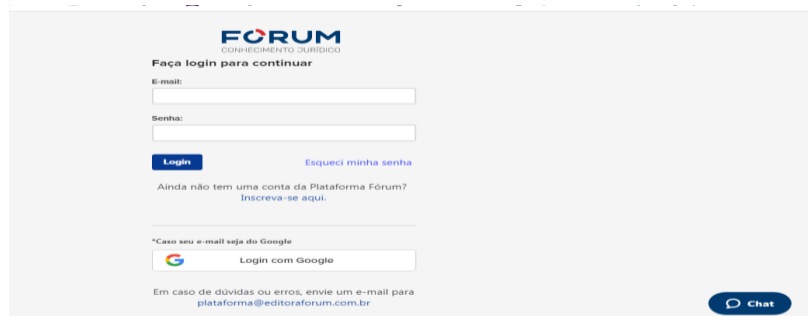 FÓRUM
CONHECIMENTO JURÍDICO
Faça login para continuar
E-mail:
Senha:
Login
Esqueci minha senha
Ainda não tem uma conta da Plataforma Fórum?
Inscreva-se aqui.
*Caso seu e-mail seja do Google
Login com Google
Em caso de dúvidas ou erros, envie um e-mail para
plataforma@editoraforum.com.br
Chat